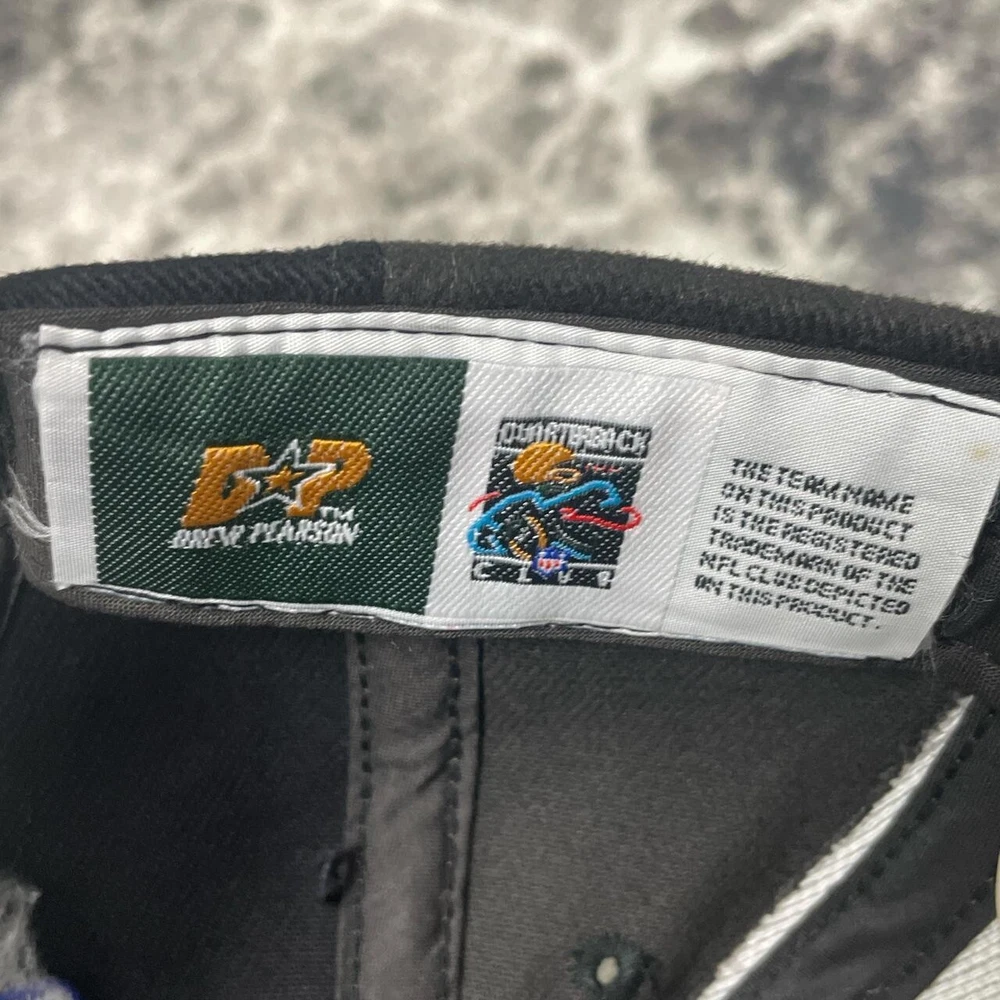 DP
TM
DREW PEARSON
QUARTERBACK
NFL
CLUB
THE TEAM NAME
ON THIS PRODUCT
IS THE REGISTERED
TRADEMARK OF THE
NFL CLUB DEPICTED
ON THIS PRODUCT.